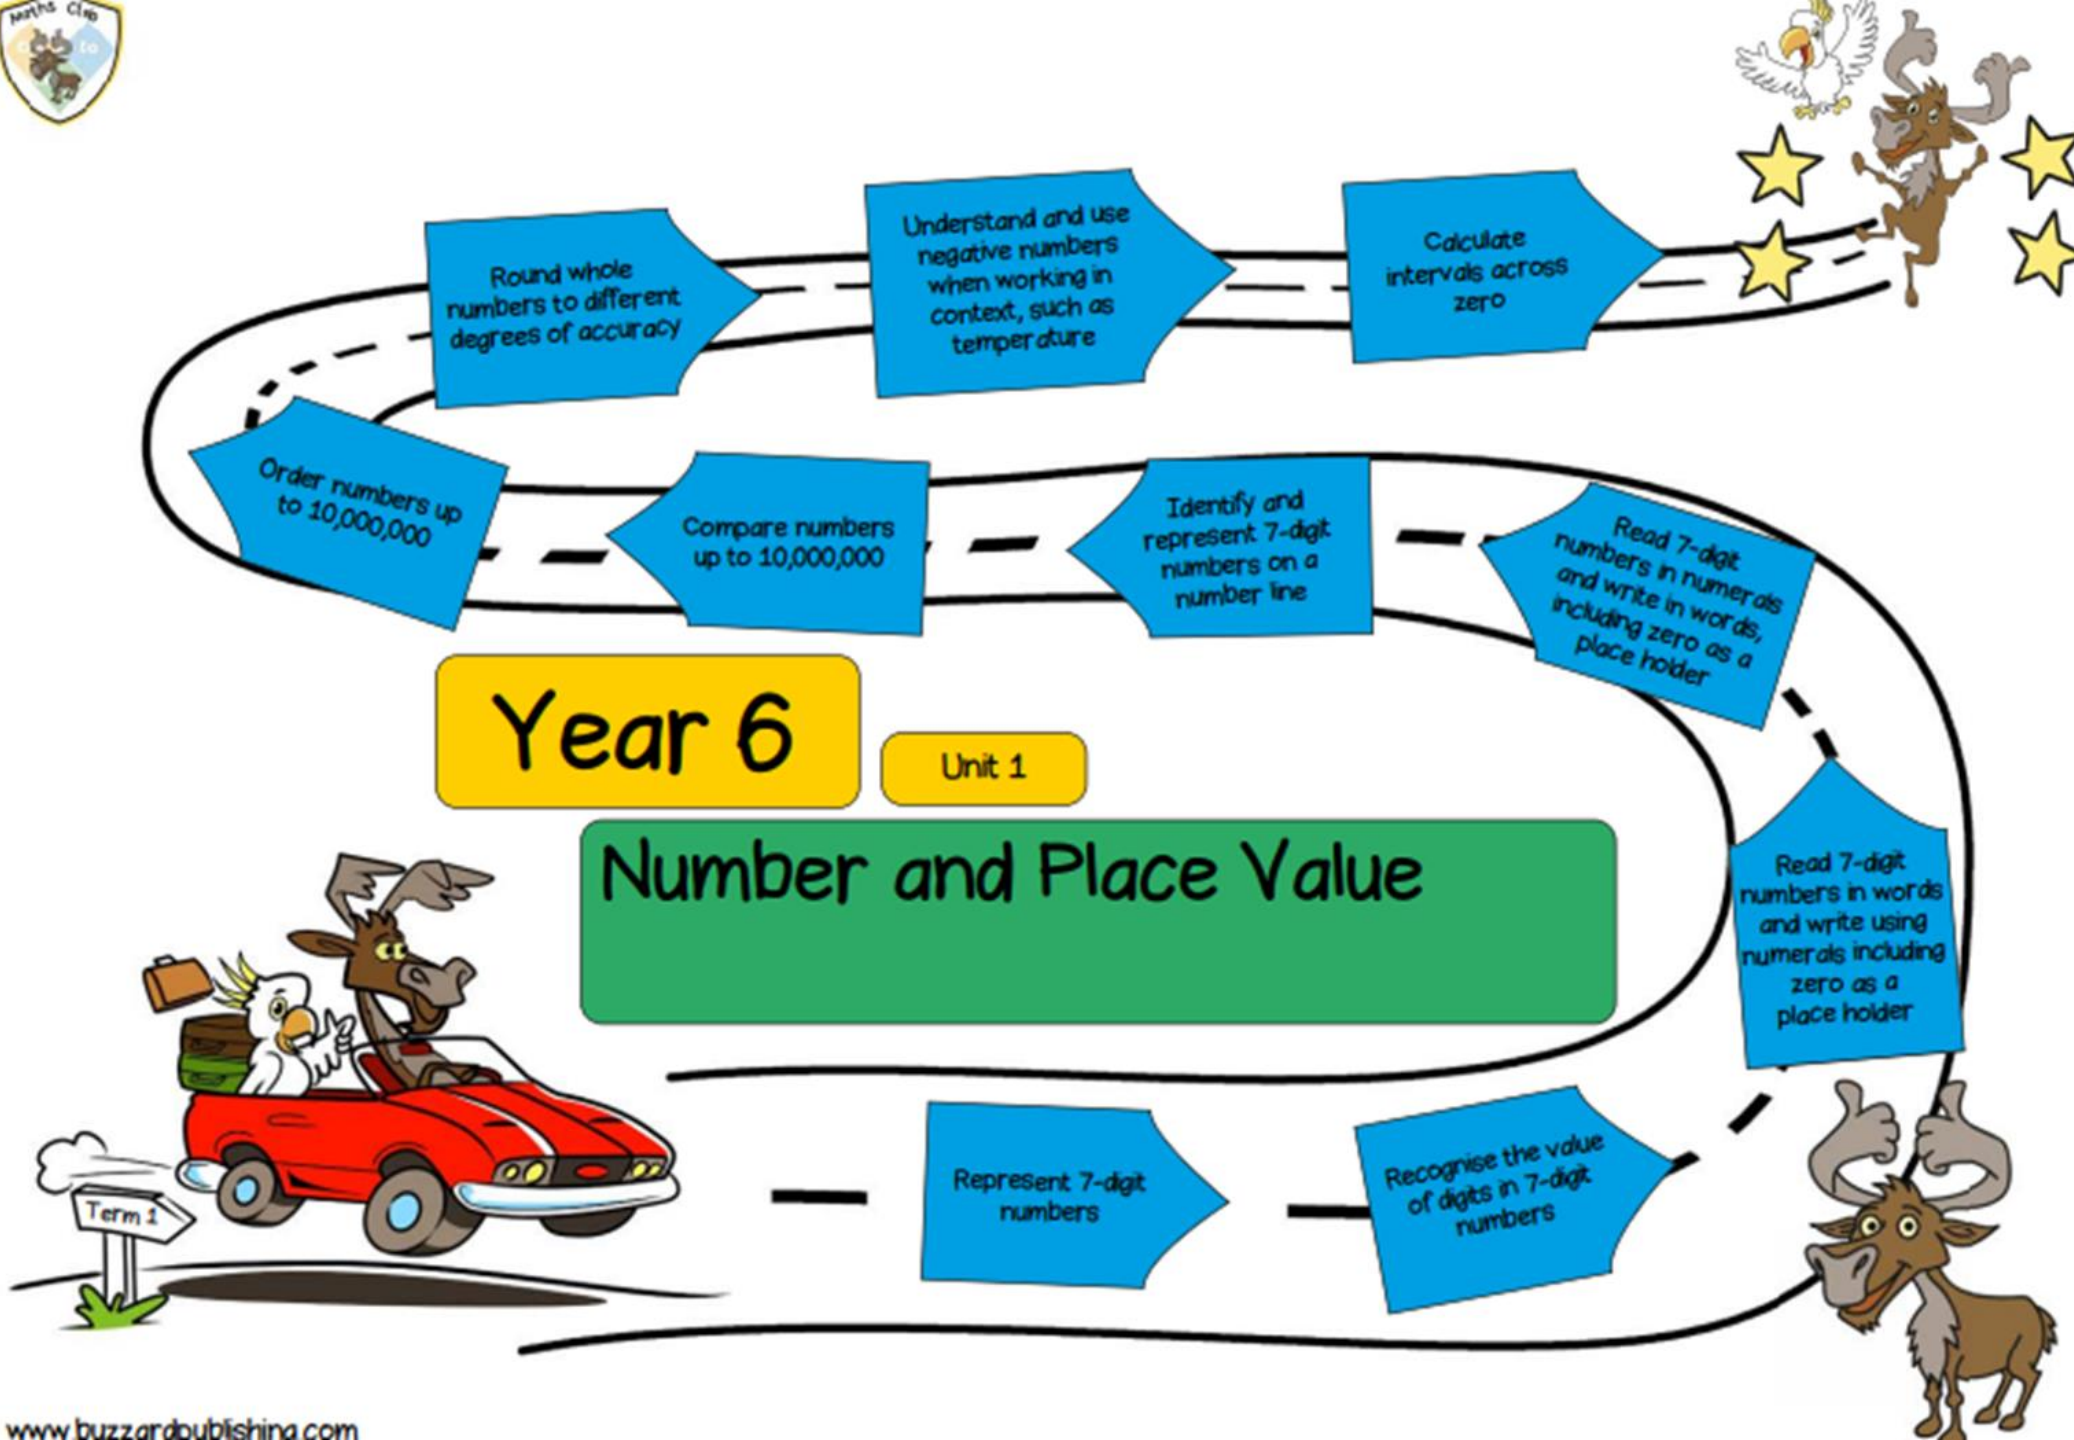 Maths Club
to
Round whole
numbers to different
degrees of accuracy
Understand and use
negative numbers
when working in
context, such as
temperature
Calculate
intervals across
zero
Order numbers up
to 10,000,000
Compare numbers
up to 10,000,000
Identify and
represent 7-digit
numbers on a
number line
Read 7-digit
numbers in numerals
and write in words,
including zero as a
place holder
Year 6
Unit 1
Number and Place Value
Read 7-digit
numbers in words
and write using
numerals including
zero as a
place holder
Represent 7-digit
numbers
Recognise the value
of digits in 7-digit
numbers
Term 1
www.buzzardpublishing.com